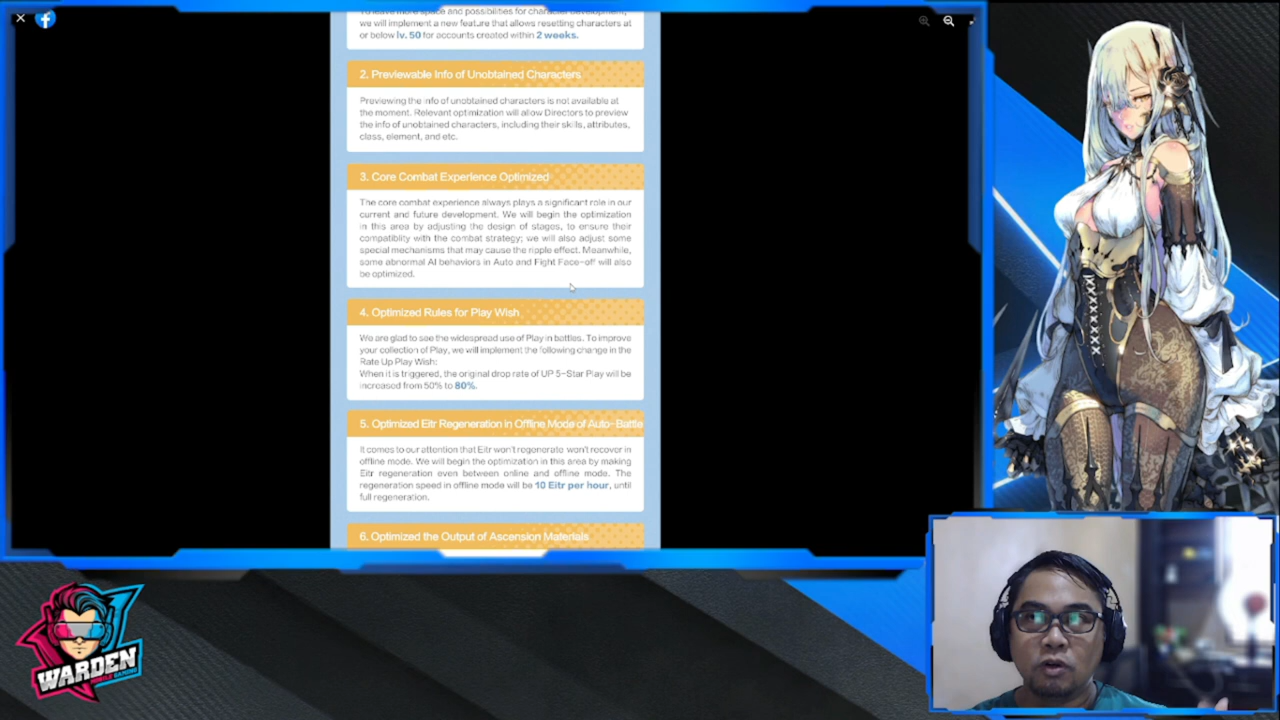 To leave more space and possibilities for character development,
we will implement a new feature that allows resetting characters at
or below lv. 50 for accounts created within 2 weeks.
2. Previewable Info of Unobtained Characters
Previewing the info of unobtained characters is not available at
the moment. Relevant optimization will allow Directors to preview
the info of unobtained characters, including their skills, attributes,
class, element, and etc.
3. Core Combat Experience Optimized
The core combat experience always plays a significant role in our
current and future development. We will begin the optimization
in this area by adjusting the design of stages, to ensure their
compatiblity with the combat strategy; we will also adjust some
special mechanisms that may cause the ripple effect. Meanwhile,
some abnormal AI behaviors in Auto and Fight Face-off will also
be optimized.
4. Optimized Rules for Play Wish
We are glad to see the widespread use of Play in battles. To improve
your collection of Play, we will implement the following change in the
Rate Up Play Wish:
When it is triggered, the original drop rate of UP 5-Star Play will be
increased from 50% to 80%.
5. Optimized Eitr Regeneration in Offline Mode of Auto-Battle
It comes to our attention that Eitr won't regenerate won't recover in
offline mode. We will begin the optimization in this area by making
Eitr regeneration even between online and offline mode. The
regeneration speed in offline mode will be 10 Eitr per hour, until
full regeneration.
6. Optimized the Output of Ascension Materials
WARDEN
MOBILE GAMING